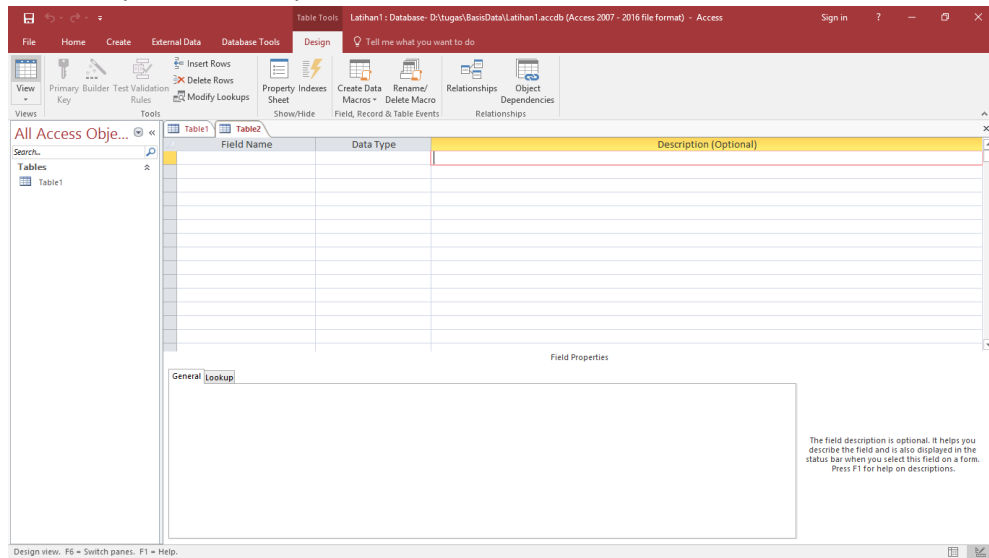 Table Tools
Latihan1 : Database- D:\tugas\BasisData\Latihan1.accdb (Access 2007 - 2016 file format) - Access
Sign in
?
File
Home
Create
External Data
Database Tools
Design
Tell me what you want to do
View
Primary Key
Builder
Test Validation Rules
Insert Rows
Delete Rows
Modify Lookups
Property Sheet
Indexes
Create Data Macros
Rename/ Delete Macro
Relationships
Object Dependencies
Views
Tools
Show/Hide
Field, Record & Table Events
Relationships
All Access Obje...
Search..
Tables
Table1
Table1
Table2
Field Name
Data Type
Description (Optional)
Field Properties
General
Lookup
The field description is optional. It helps you
describe the field and is also displayed in the
status bar when you select this field on a form.
Press F1 for help on descriptions.
Design view. F6 = Switch panes. F1 = Help.